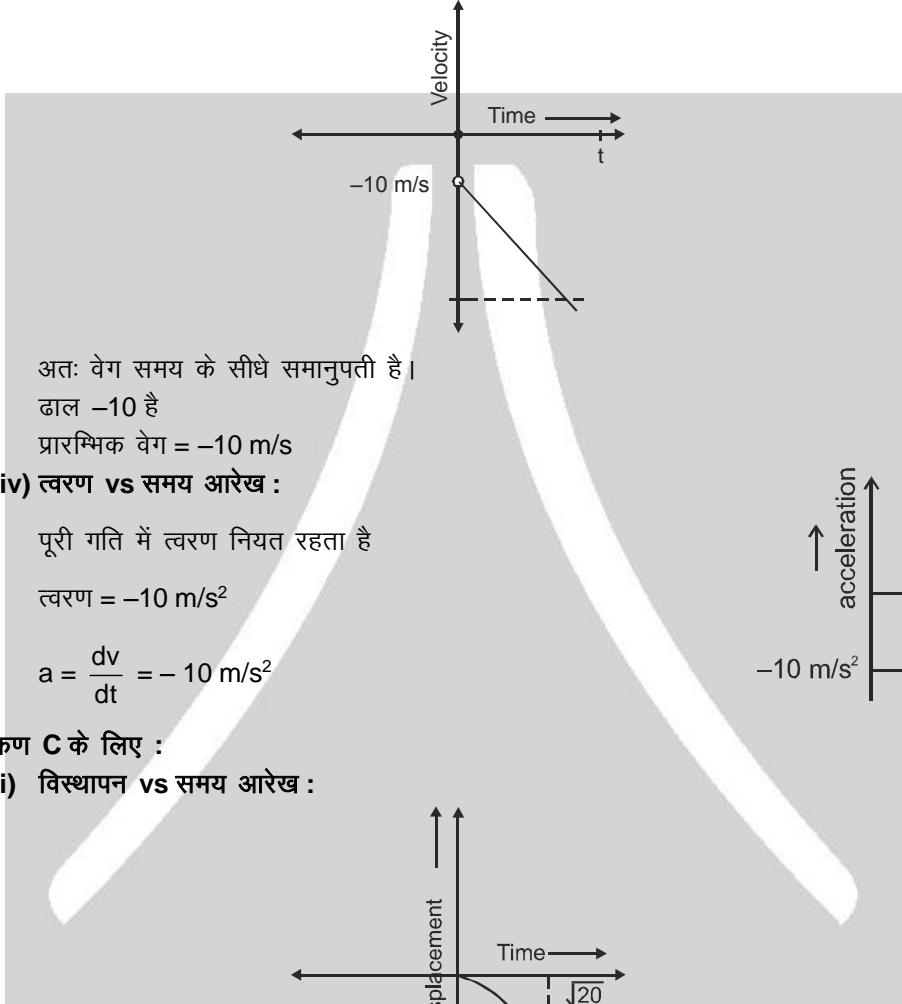 Velocity
Time
t
–10 m/s
अतः वेग समय के सीधे समानुपती है।
ढाल –10 है
प्रारम्भिक वेग = –10 m/s
iv) त्वरण vs समय आरेख :
पूरी गति में त्वरण नियत रहता है
त्वरण = –10 m/s²
acceleration
–10 m/s²
a = dv/dt = – 10 m/s²
कण C के लिए :
i) विस्थापन vs समय आरेख :
splacement
Time
√20